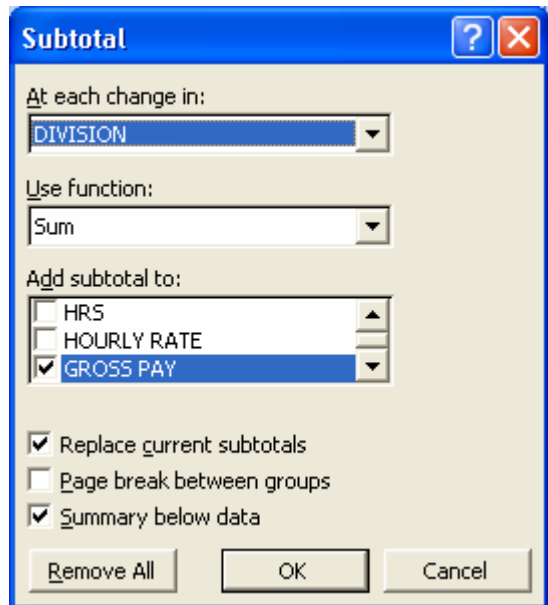 Subtotal
At each change in:
DIVISION
Use function:
Sum
Add subtotal to:
HRS
HOURLY RATE
GROSS PAY
Replace current subtotals
Page break between groups
Summary below data
Remove All OK Cancel